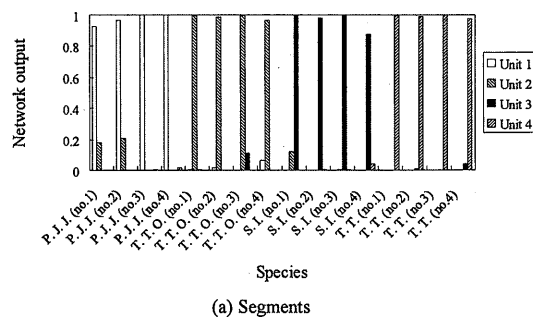 Network output
1
0.8
0.6
0.4
0.2
0
Unit 1
Unit 2
Unit 3
Unit 4
P. J. J. (no.1)
P. J. J. (no.2)
P. J. J. (no.3)
P. J. J. (no.4)
T. T. O. (no.1)
T. T. O. (no.2)
T. T. O. (no.3)
T. T. O. (no.4)
S. I. (no.1)
S. I. (no.2)
S. I. (no.3)
S. I. (no.4)
T. T. (no.1)
T. T. (no.2)
T. T. (no.3)
T. T. (no.4)
Species
(a) Segments